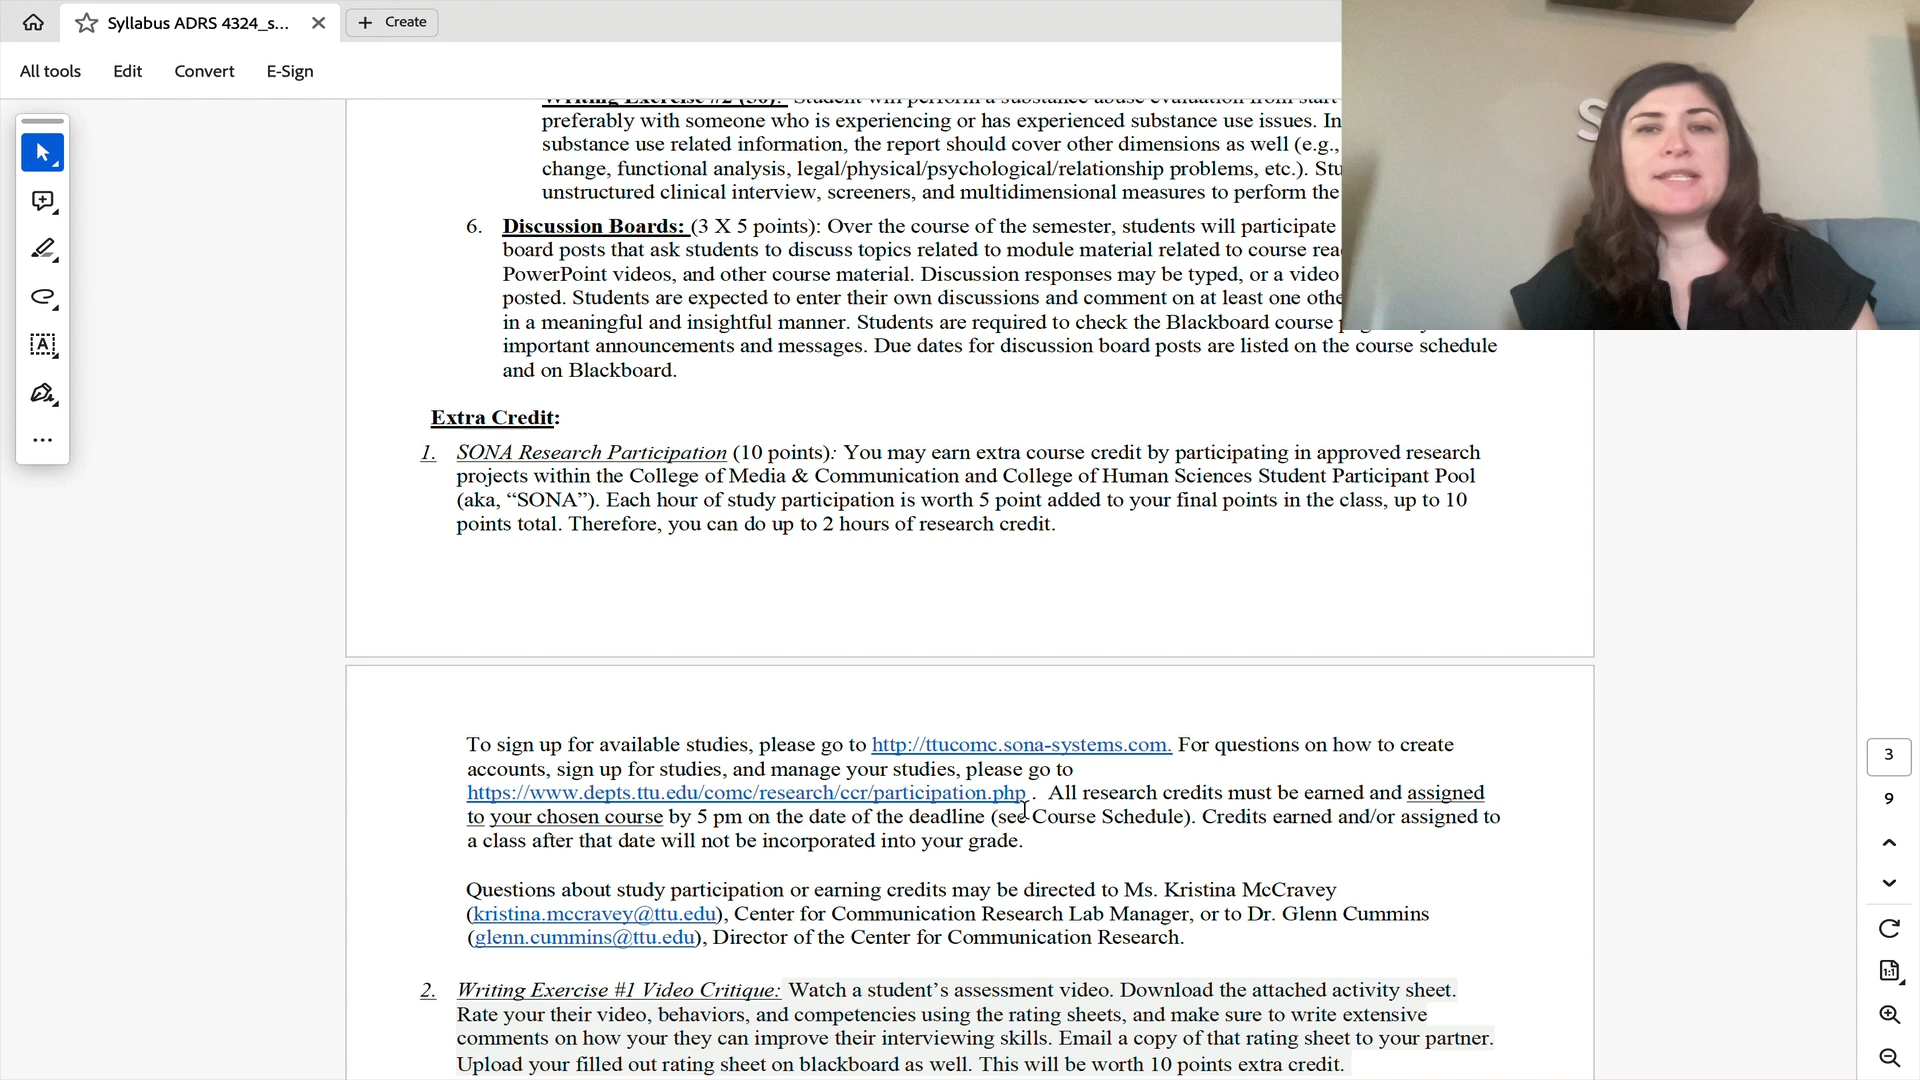 Syllabus ADRS 4324_s...
Create
All tools Edit Convert E-Sign
Writing Exercise #2 (50): Student will perform a substance abuse evaluation from start
preferably with someone who is experiencing or has experienced substance use issues. In
substance use related information, the report should cover other dimensions as well (e.g.,
change, functional analysis, legal/physical/psychological/relationship problems, etc.). Stu
unstructured clinical interview, screeners, and multidimensional measures to perform the
6. Discussion Boards: (3 X 5 points): Over the course of the semester, students will participate
board posts that ask students to discuss topics related to module material related to course rea
PowerPoint videos, and other course material. Discussion responses may be typed, or a video
posted. Students are expected to enter their own discussions and comment on at least one othe
in a meaningful and insightful manner. Students are required to check the Blackboard course
important announcements and messages. Due dates for discussion board posts are listed on the course schedule
and on Blackboard.
Extra Credit:
1. SONA Research Participation (10 points): You may earn extra course credit by participating in approved research
projects within the College of Media & Communication and College of Human Sciences Student Participant Pool
(aka, “SONA”). Each hour of study participation is worth 5 point added to your final points in the class, up to 10
points total. Therefore, you can do up to 2 hours of research credit.
To sign up for available studies, please go to http://ttucomc.sona-systems.com. For questions on how to create
accounts, sign up for studies, and manage your studies, please go to
https://www.depts.ttu.edu/comc/research/ccr/participation.php . All research credits must be earned and assigned
to your chosen course by 5 pm on the date of the deadline (see Course Schedule). Credits earned and/or assigned to
a class after that date will not be incorporated into your grade.
Questions about study participation or earning credits may be directed to Ms. Kristina McCravey
(kristina.mccravey@ttu.edu), Center for Communication Research Lab Manager, or to Dr. Glenn Cummins
(glenn.cummins@ttu.edu), Director of the Center for Communication Research.
2. Writing Exercise #1 Video Critique: Watch a student’s assessment video. Download the attached activity sheet.
Rate your their video, behaviors, and competencies using the rating sheets, and make sure to write extensive
comments on how your they can improve their interviewing skills. Email a copy of that rating sheet to your partner.
Upload your filled out rating sheet on blackboard as well. This will be worth 10 points extra credit.
3
9
1:1
S